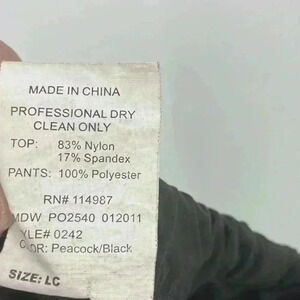 MADE IN CHINA
PROFESSIONAL DRY
CLEAN ONLY
TOP: 83% Nylon
17% Spandex
PANTS: 100% Polyester
RN# 114987
MDW PO2540 012011
YLE# 0242
OR: Peacock/Black
SIZE: LC